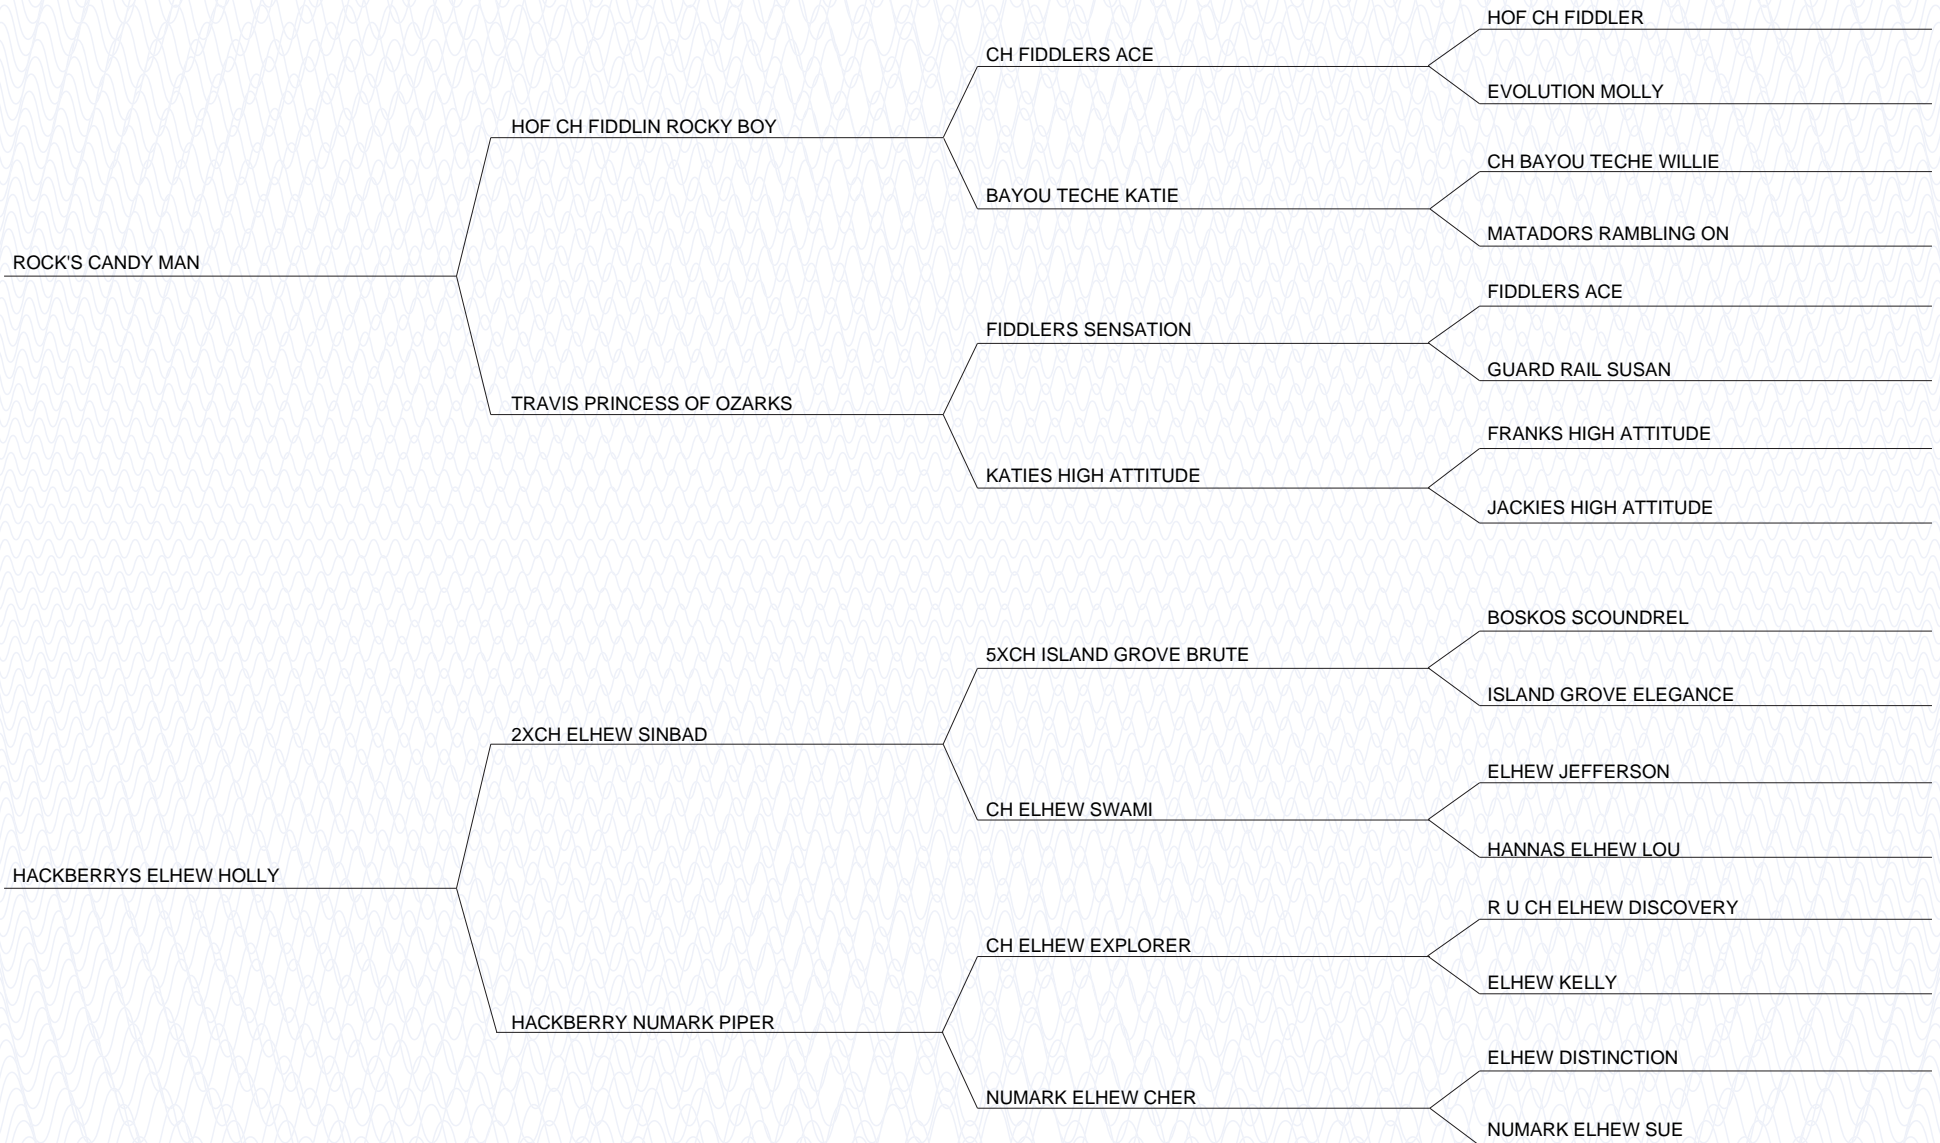 HOF CH FIDDLER
CH FIDDLERS ACE
EVOLUTION MOLLY
HOF CH FIDDLIN ROCKY BOY
CH BAYOU TECHE WILLIE
BAYOU TECHE KATIE
MATADORS RAMBLING ON
ROCK'S CANDY MAN
FIDDLERS ACE
FIDDLERS SENSATION
GUARD RAIL SUSAN
TRAVIS PRINCESS OF OZARKS
FRANKS HIGH ATTITUDE
KATIES HIGH ATTITUDE
JACKIES HIGH ATTITUDE
BOSKOS SCOUNDREL
5XCH ISLAND GROVE BRUTE
ISLAND GROVE ELEGANCE
2XCH ELHEW SINBAD
ELHEW JEFFERSON
CH ELHEW SWAMI
HANNAS ELHEW LOU
HACKBERRYS ELHEW HOLLY
R U CH ELHEW DISCOVERY
CH ELHEW EXPLORER
ELHEW KELLY
HACKBERRY NUMARK PIPER
ELHEW DISTINCTION
NUMARK ELHEW CHER
NUMARK ELHEW SUE